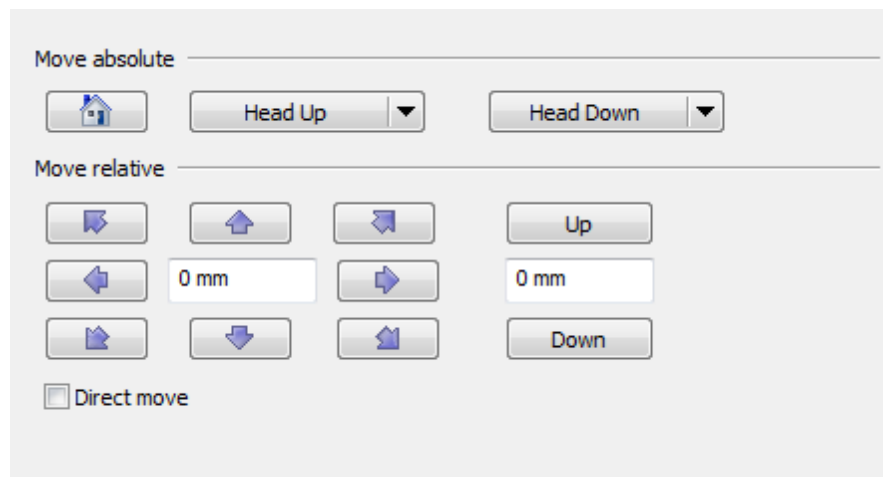 Move absolute
Head Up
Head Down
Move relative
Up
0 mm
0 mm
Down
Direct move